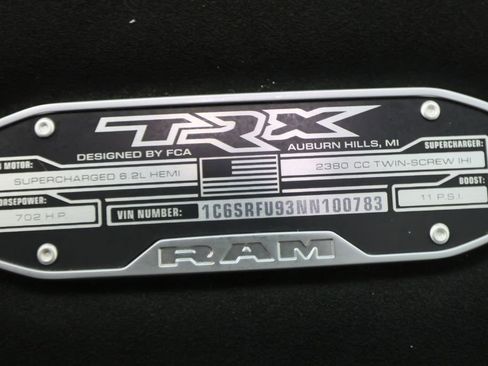 TRX
DESIGNED BY FCA
AUBURN HILLS, MI
MOTOR:
SUPERCHARGED 6.2L HEMI
SUPERCHARGER:
2380 CC TWIN-SCREW IHI
HORSEPOWER:
702 H.P.
VIN NUMBER: 1C6SRFU93NN100783
BOOST:
11 P.S.I.
RAM